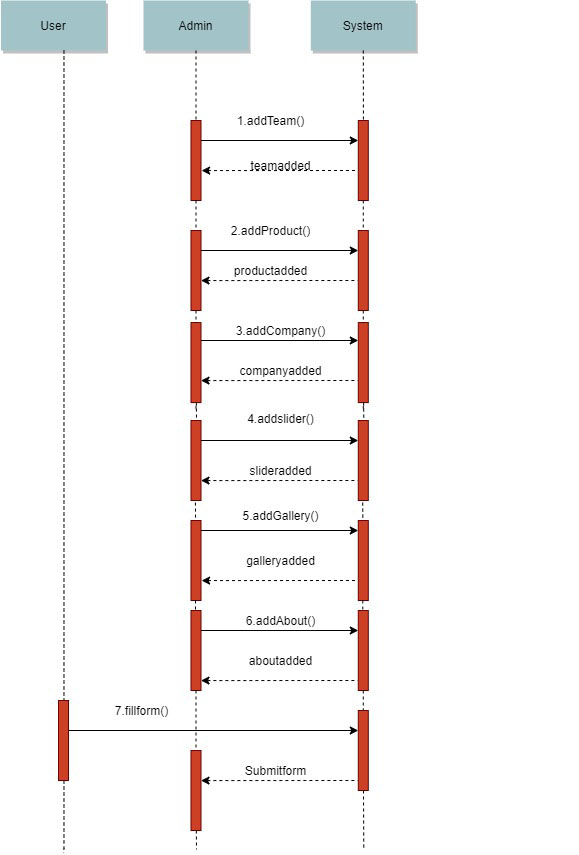 User
Admin
System
1.addTeam()
teamadded
2.addProduct()
productadded
3.addCompany()
companyadded
4.addslider()
slideradded
5.addGallery()
galleryadded
6.addAbout()
aboutadded
7.fillform()
Submitform